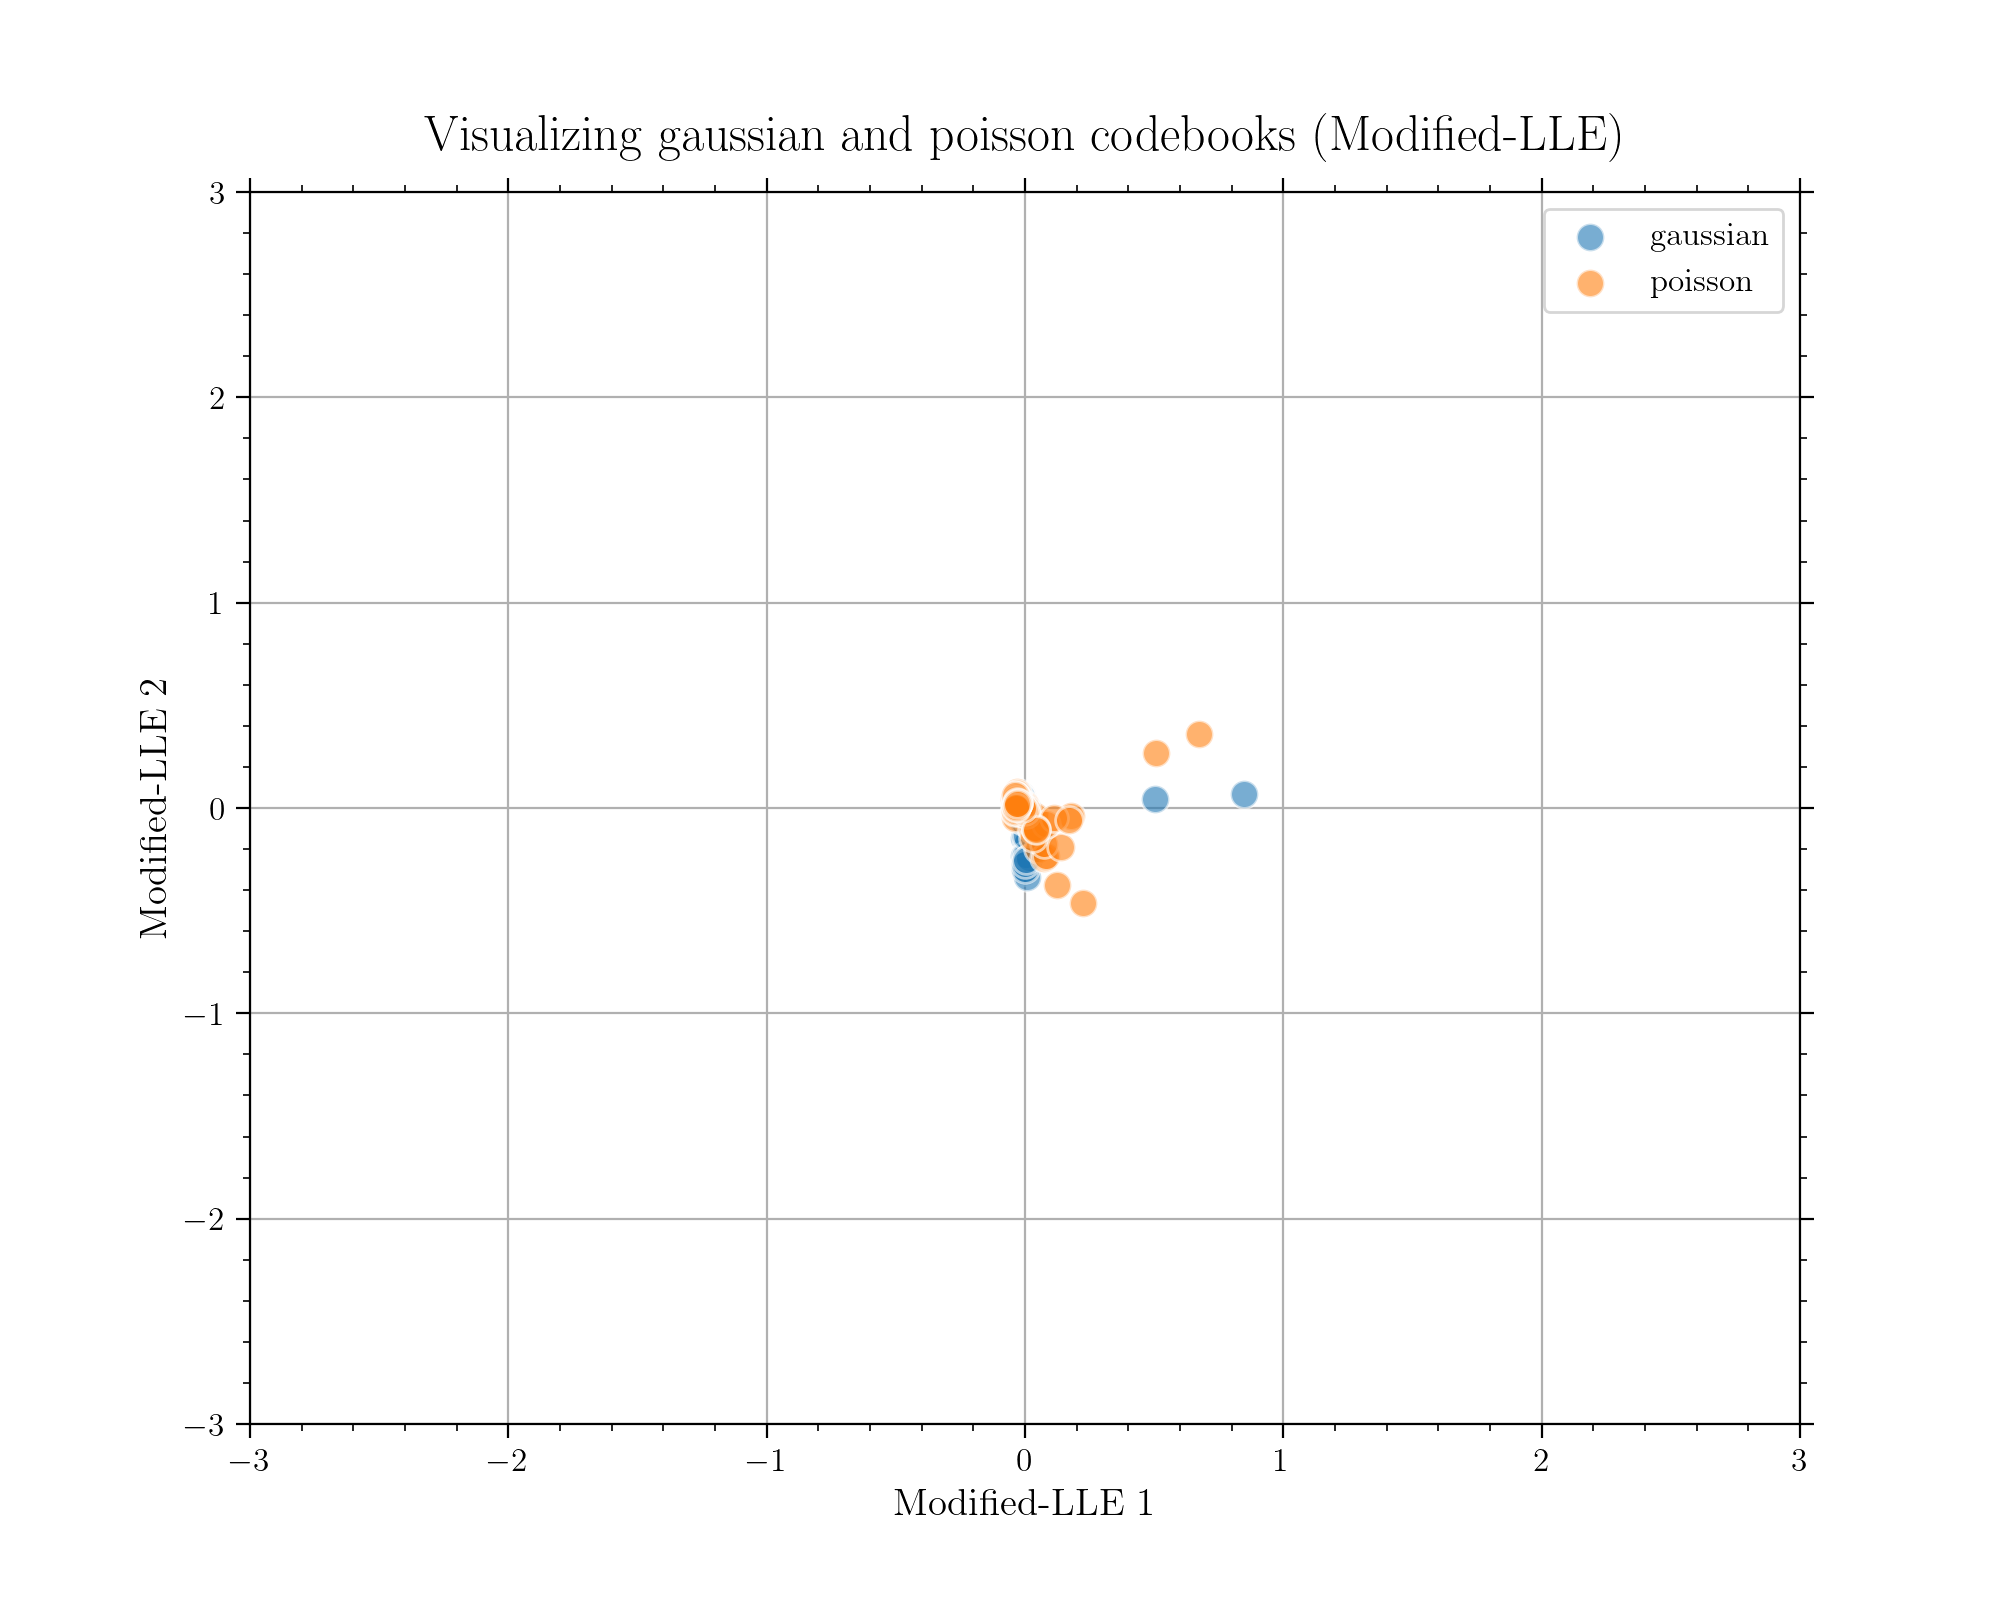 Visualizing gaussian and poisson codebooks (Modified-LLE)
gaussian
poisson
3
2
1
0
−1
−2
−3
Modified-LLE 2
−3
−2
−1
0
1
2
3
Modified-LLE 1